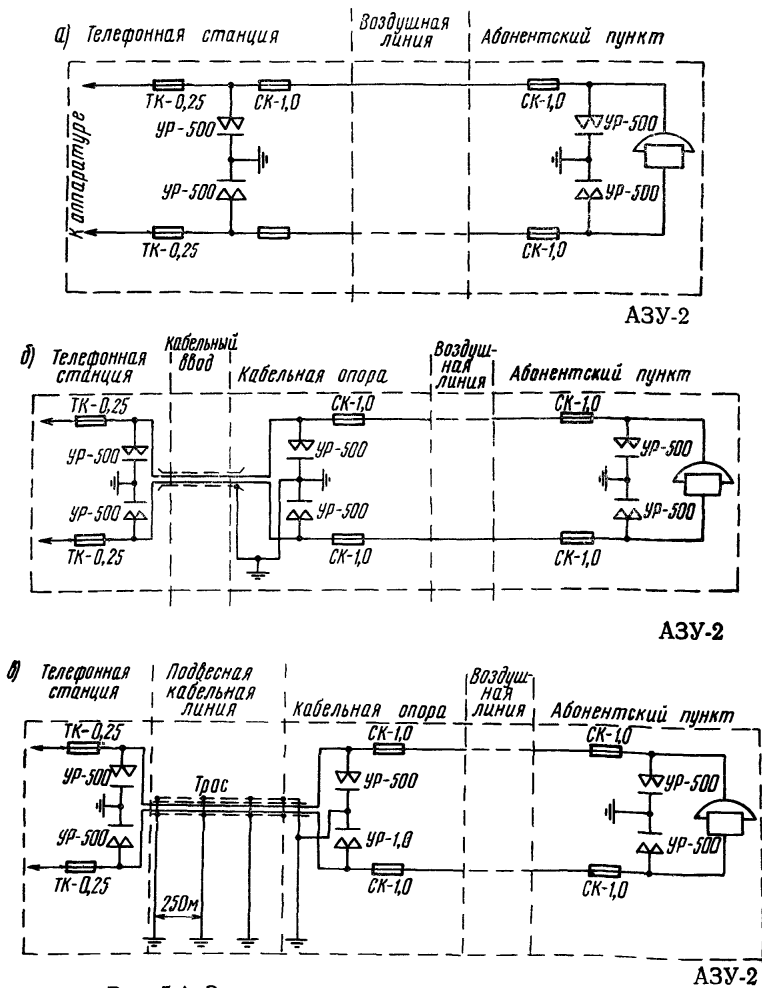 а) Телефонная станция
Воздушная
линия
Абонентский пункт
ТК-0,25
СК-1,0
СК-1,0
УР-500
УР-500
К аппаратуре
УР-500
УР-500
ТК-0,25
СК-1,0
АЗУ-2
б) Телефонная
станция
Кабельный
ввод
Кабельная опора
Воздуш-
ная
линия
Абонентский пункт
ТК-0,25
СК-1,0
СК-1,0
УР-500
УР-500
УР-500
УР-500
УР-500
УР-500
ТК-0,25
СК-1,0
СК-1,0
АЗУ-2
в) Телефонная
станция
Подвесная
кабельная
линия
Кабельная опора
Воздуш-
ная
линия
Абонентский пункт
ТК-0,25
СК-1,0
СК-1,0
УР-500
Трос
УР-500
УР-500
УР-500
УР-1,0
УР-500
ТК-0,25
СК-1,0
СК-1,0
250м
АЗУ-2